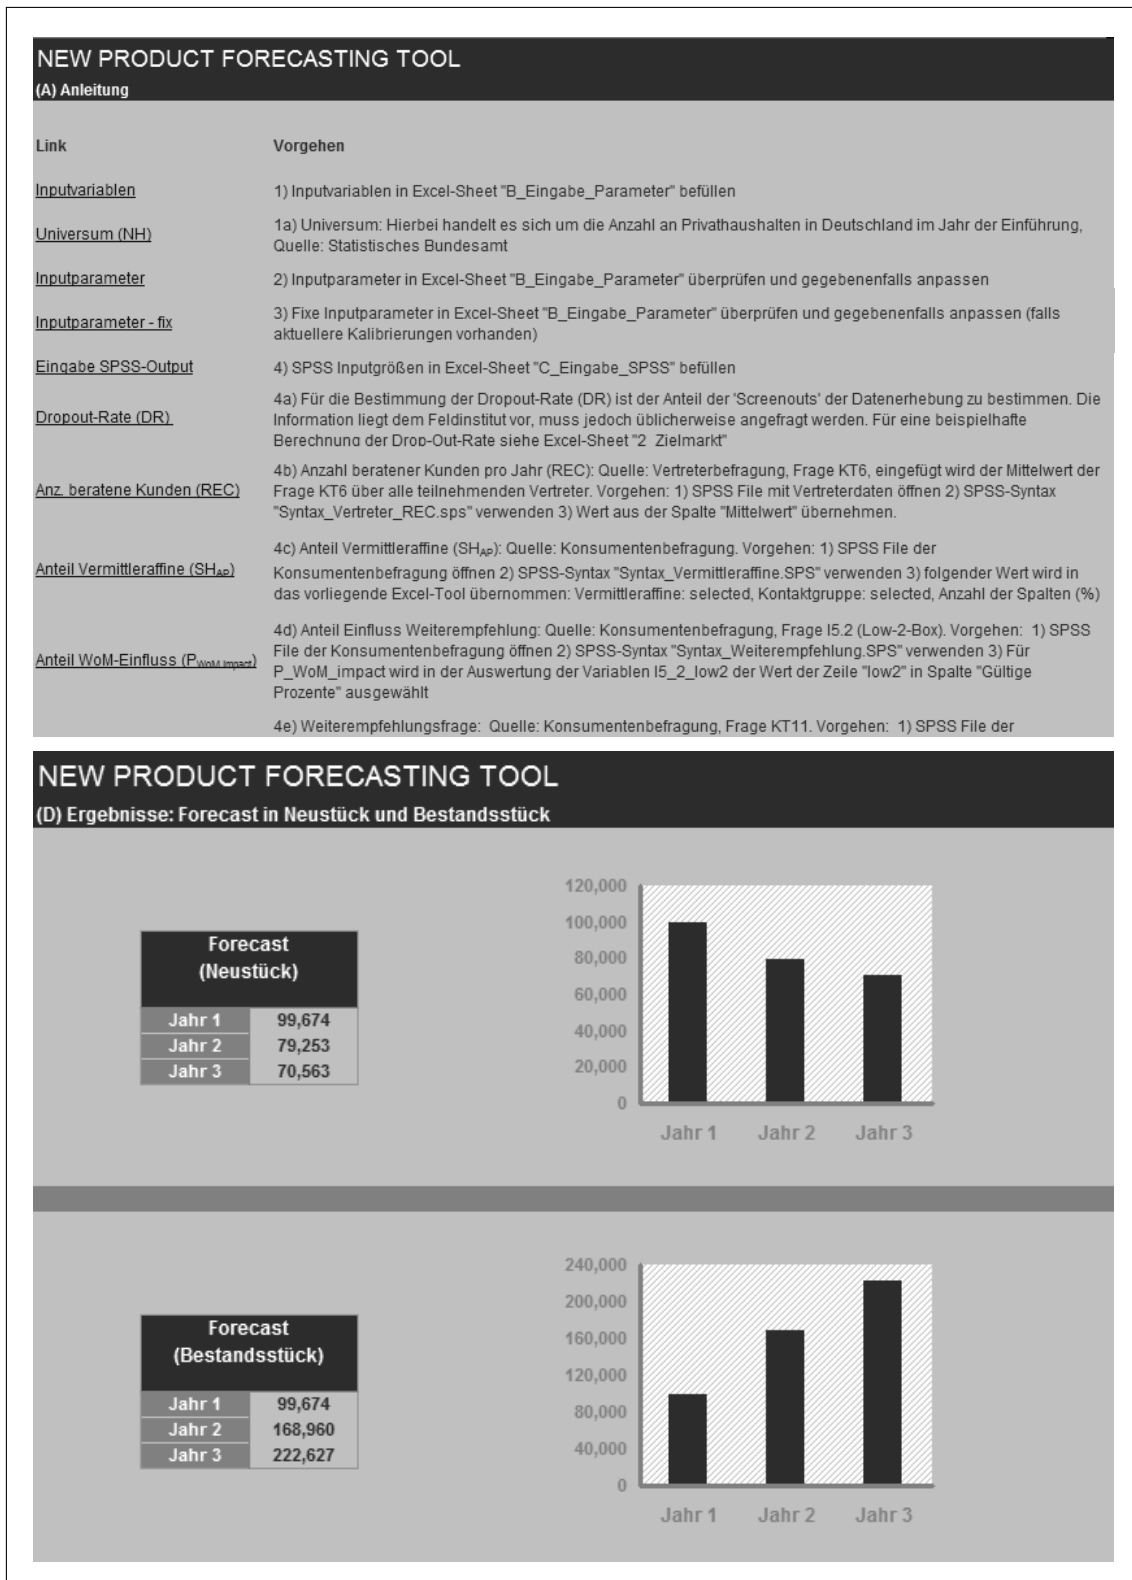 NEW PRODUCT FORECASTING TOOL
(A) Anleitung
Link Vorgehen
Inputvariablen 1) Inputvariablen in Excel-Sheet "B_Eingabe_Parameter" befüllen
Universum (NH) 1a) Universum: Hierbei handelt es sich um die Anzahl an Privathaushalten in Deutschland im Jahr der Einführung,
Quelle: Statistisches Bundesamt
Inputparameter 2) Inputparameter in Excel-Sheet "B_Eingabe_Parameter" überprüfen und gegebenenfalls anpassen
Inputparameter - fix 3) Fixe Inputparameter in Excel-Sheet "B_Eingabe_Parameter" überprüfen und gegebenenfalls anpassen (falls
aktuellere Kalibrierungen vorhanden)
Eingabe SPSS-Output 4) SPSS Inputgrößen in Excel-Sheet "C_Eingabe_SPSS" befüllen
4a) Für die Bestimmung der Dropout-Rate (DR) ist der Anteil der 'Screenouts' der Datenerhebung zu bestimmen. Die
Dropout-Rate (DR) Information liegt dem Feldinstitut vor, muss jedoch üblicherweise angefragt werden. Für eine beispielhafte
Berechnung der Drop-Out-Rate siehe Excel-Sheet "2_Zielmarkt"
4b) Anzahl beratener Kunden pro Jahr (REC): Quelle: Vertreterbefragung, Frage KT6, eingefügt wird der Mittelwert der
Anz. beratene Kunden (REC) Frage KT6 über alle teilnehmenden Vertreter. Vorgehen: 1) SPSS File mit Vertreterdaten öffnen 2) SPSS-Syntax
"Syntax_Vertreter_REC.sps" verwenden 3) Wert aus der Spalte "Mittelwert" übernehmen.
4c) Anteil Vermittleraffine (SHAP): Quelle: Konsumentenbefragung. Vorgehen: 1) SPSS File der
Anteil Vermittleraffine (SHAP) Konsumentenbefragung öffnen 2) SPSS-Syntax "Syntax_Vermittleraffine.SPS" verwenden 3) folgender Wert wird in
das vorliegende Excel-Tool übernommen: Vermittleraffine: selected, Kontaktgruppe: selected, Anzahl der Spalten (%)
4d) Anteil Einfluss Weiterempfehlung: Quelle: Konsumentenbefragung, Frage I5.2 (Low-2-Box). Vorgehen: 1) SPSS
File der Konsumentenbefragung öffnen 2) SPSS-Syntax "Syntax_Weiterempfehlung.SPS" verwenden 3) Für
Anteil WoM-Einfluss (PWoM impact) P_WoM_impact wird in der Auswertung der Variablen I5_2_low2 der Wert der Zeile "low2" in Spalte "Gültige
Prozente" ausgewählt
4e) Weiterempfehlungsfrage: Quelle: Konsumentenbefragung, Frage KT11. Vorgehen: 1) SPSS File der
NEW PRODUCT FORECASTING TOOL
(D) Ergebnisse: Forecast in Neustück und Bestandsstück
Forecast
(Neustück)
Jahr 1 99,674
Jahr 2 79,253
Jahr 3 70,563
120,000
100,000
80,000
60,000
40,000
20,000
0
Jahr 1 Jahr 2 Jahr 3
Forecast
(Bestandsstück)
Jahr 1 99,674
Jahr 2 168,960
Jahr 3 222,627
240,000
200,000
160,000
120,000
80,000
40,000
0
Jahr 1 Jahr 2 Jahr 3